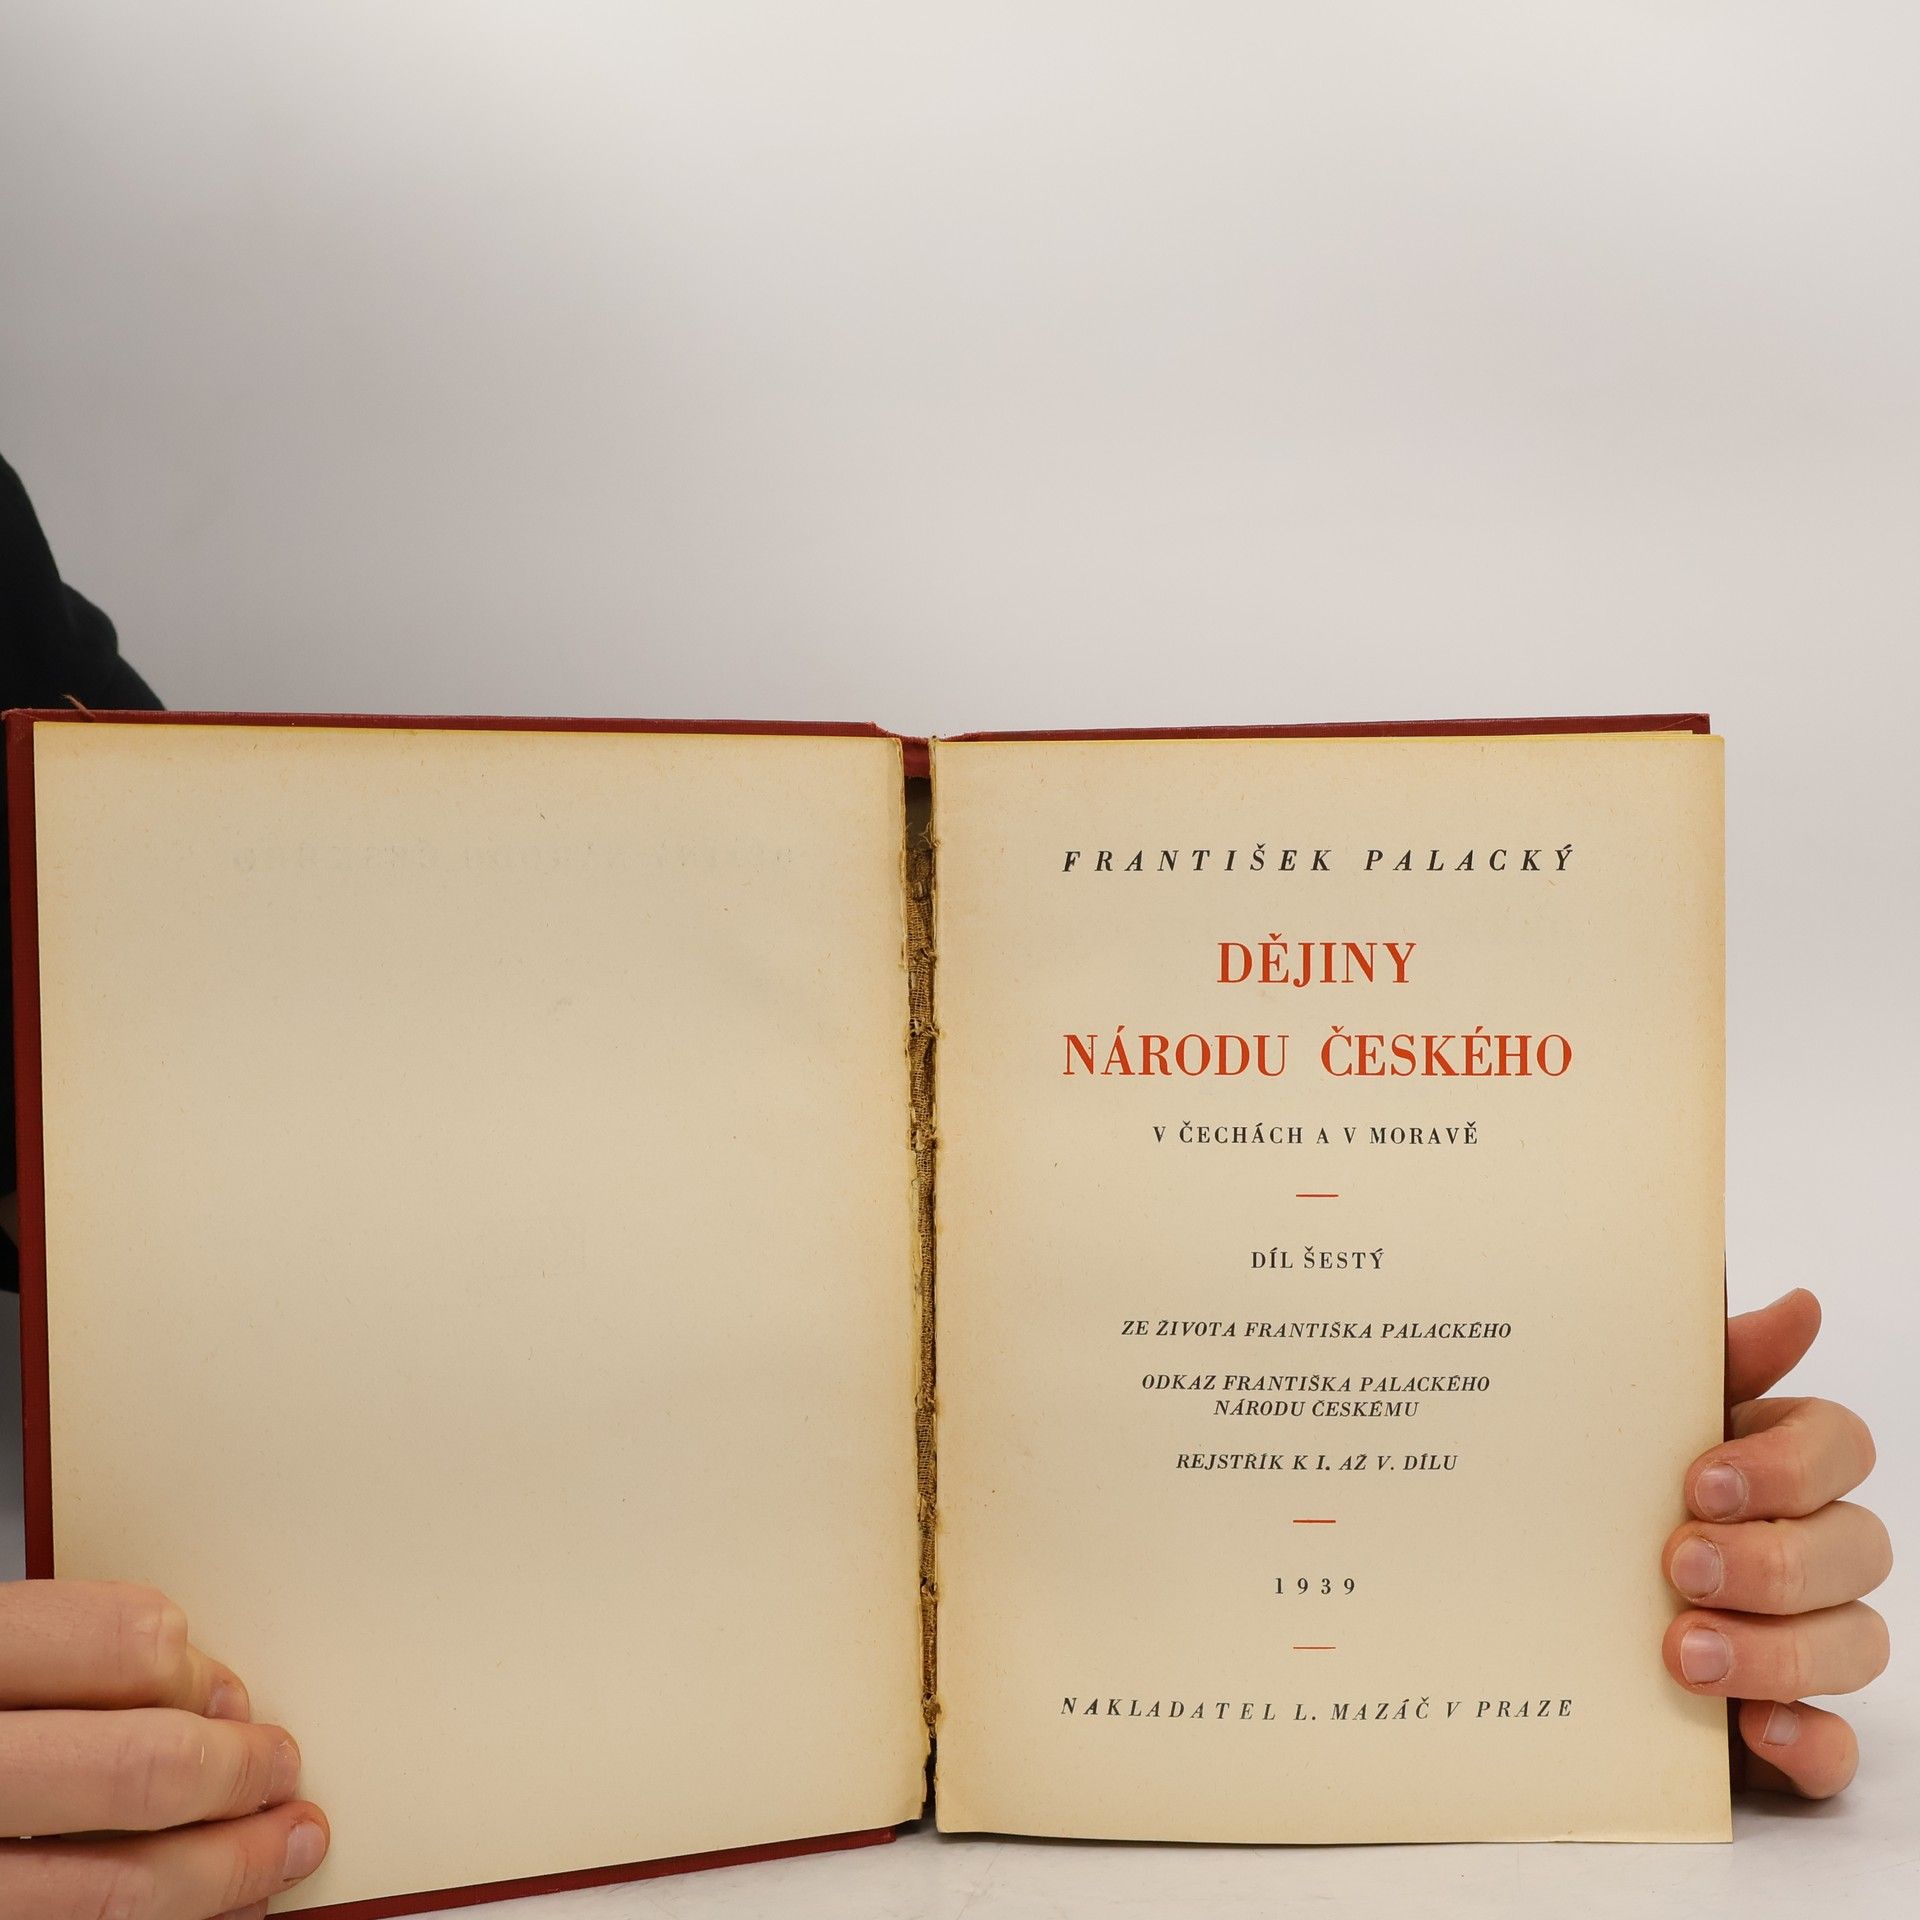 FRANTIŠEK PALACKÝ
DĚJINY
NÁRODU ČESKÉHO
V ČECHÁCH A V MORAVĚ
DÍL ŠESTÝ
ZE ŽIVOTA FRANTIŠKA PALACKÉHO
ODKAZ FRANTIŠKA PALACKÉHO
NÁRODU ČESKÉMU
REJSTŘÍK K I. AŽ V. DÍLU
1939
NAKLADATEL L. MAZÁČ V PRAZE